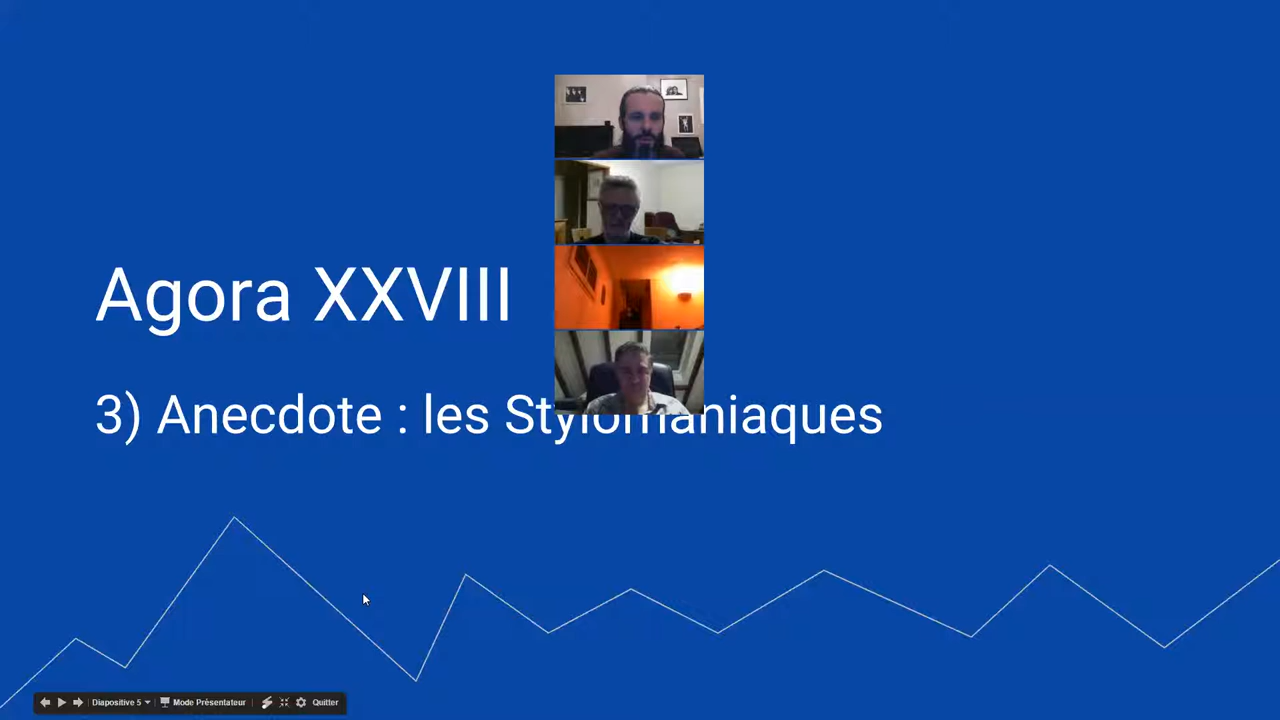 Agora XXVIII
3) Anecdote : les Stylomaniaques
Diapositive 5
Mode Présentateur
Quitter